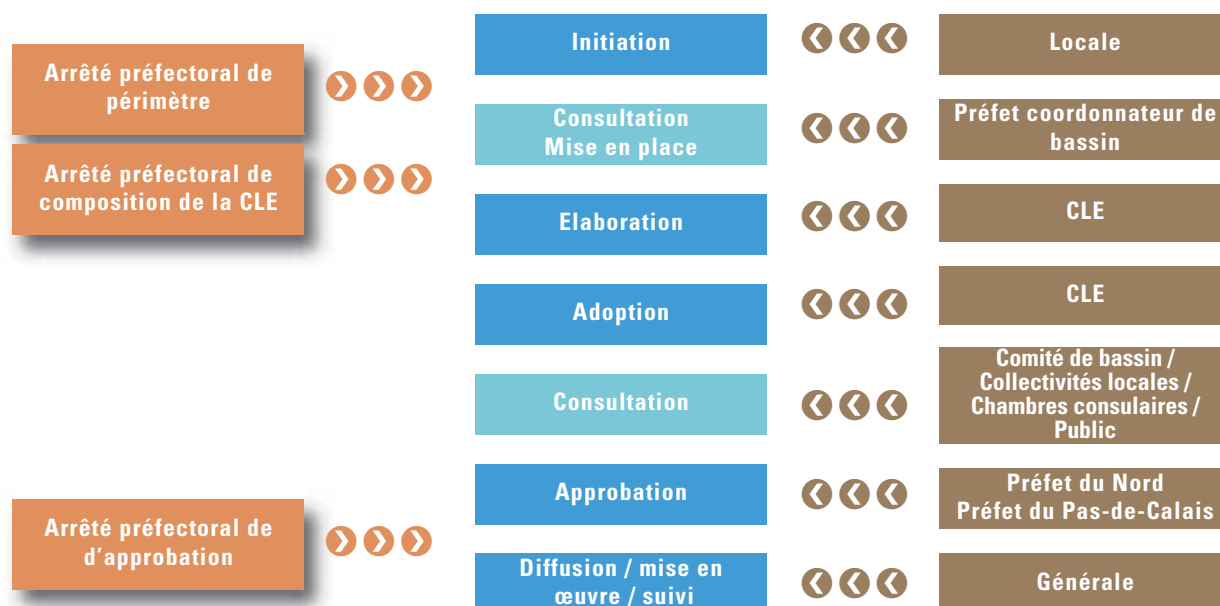 Arrêté préfectoral de
périmètre
Arrêté préfectoral de
composition de la CLE
Arrêté préfectoral de
d'approbation
Initiation
Consultation
Mise en place
Elaboration
Adoption
Consultation
Approbation
Diffusion / mise en
œuvre / suivi
Locale
Préfet coordonnateur de
bassin
CLE
CLE
Comité de bassin /
Collectivités locales /
Chambres consulaires /
Public
Préfet du Nord
Préfet du Pas-de-Calais
Générale